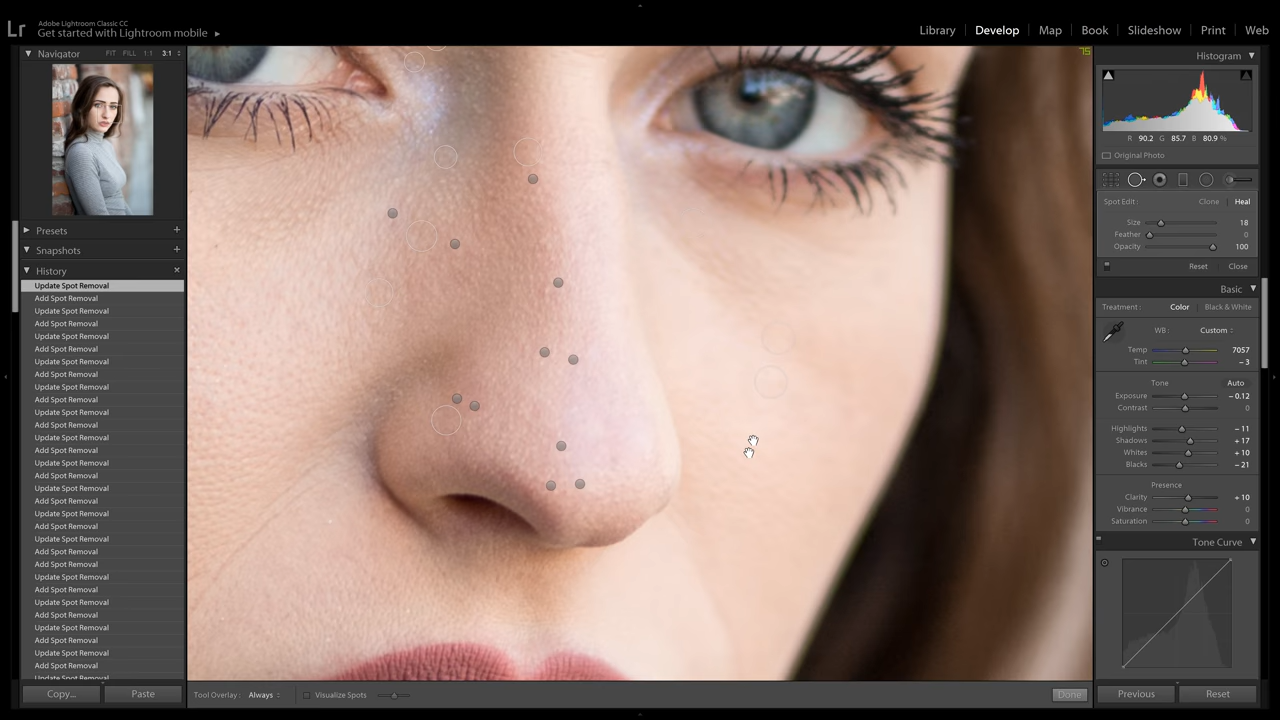 Lr
Adobe Lightroom Classic CC
Get started with Lightroom mobile
Library | Develop | Map | Book | Slideshow | Print | Web
Navigator FIT FILL 1:1 3:1
Presets
Snapshots
History
Update Spot Removal
Add Spot Removal
Update Spot Removal
Add Spot Removal
Update Spot Removal
Add Spot Removal
Update Spot Removal
Add Spot Removal
Update Spot Removal
Add Spot Removal
Update Spot Removal
Add Spot Removal
Update Spot Removal
Add Spot Removal
Update Spot Removal
Add Spot Removal
Update Spot Removal
Add Spot Removal
Update Spot Removal
Add Spot Removal
Update Spot Removal
Add Spot Removal
Add Spot Removal
Update Spot Removal
Add Spot Removal
Update Spot Removal
Add Spot Removal
Update Spot Removal
Add Spot Removal
Update Spot Removal
Add Spot Removal
Update Spot Removal
Copy...
Paste
75
Tool Overlay: Always
Visualize Spots
Done
Histogram
R 90.2 G 85.7 B 80.9 %
Original Photo
Spot Edit: Clone Heal
Size 18
Feather 0
Opacity 100
Reset Close
Basic
Treatment: Color | Black & White
WB: Custom
Temp 7057
Tint − 3
Tone Auto
Exposure − 0.12
Contrast 0
Highlights − 11
Shadows + 17
Whites + 10
Blacks − 21
Presence
Clarity + 10
Vibrance 0
Saturation 0
Tone Curve
Previous
Reset